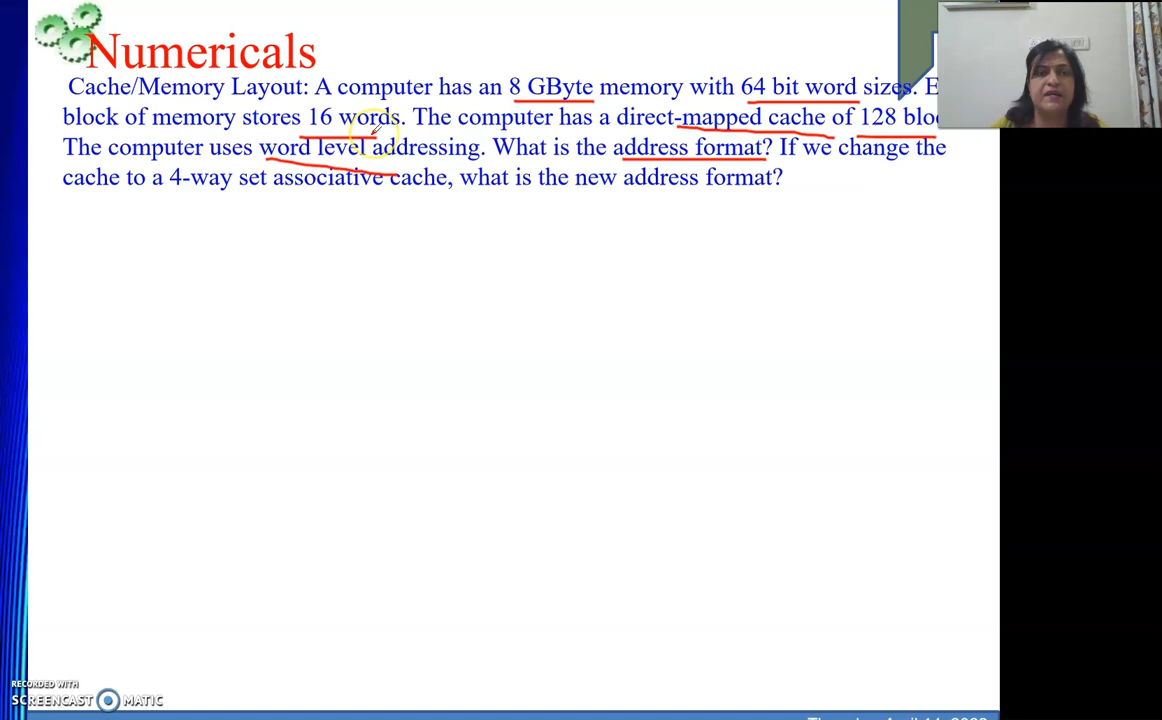 Numericals
Cache/Memory Layout: A computer has an 8 GByte memory with 64 bit word sizes.
block of memory stores 16 words. The computer has a direct-mapped cache of 128
The computer uses word level addressing. What is the address format? If we change the
cache to a 4-way set associative cache, what is the new address format?
RECORDED WITH
SCREENCAST MATIC